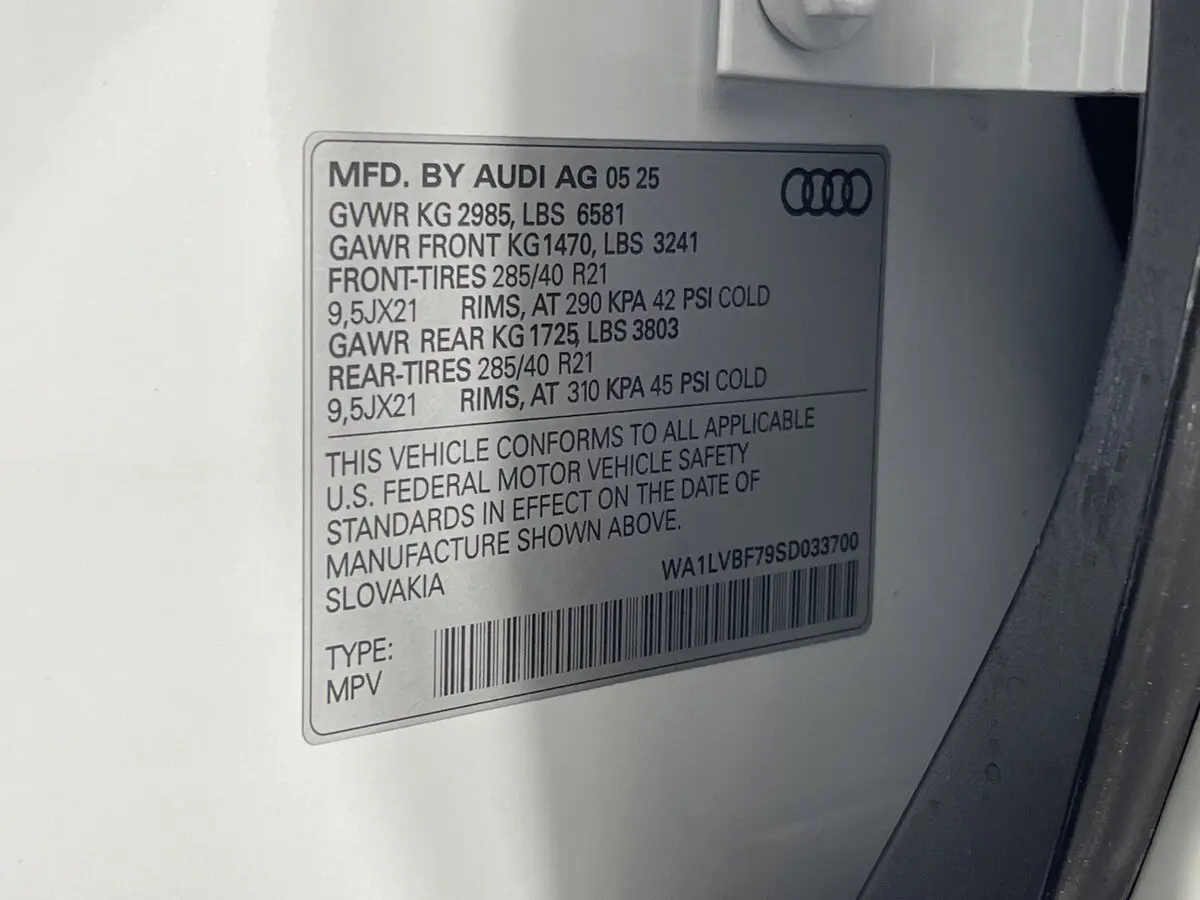 MFD. BY AUDI AG 05 25
GVWR KG 2985, LBS 6581
GAWR FRONT KG1470, LBS 3241
FRONT-TIRES 285/40 R21
9,5JX21 RIMS, AT 290 KPA 42 PSI COLD
GAWR REAR KG1725, LBS 3803
REAR-TIRES 285/40 R21
9,5JX21 RIMS, AT 310 KPA 45 PSI COLD
THIS VEHICLE CONFORMS TO ALL APPLICABLE
U.S. FEDERAL MOTOR VEHICLE SAFETY
STANDARDS IN EFFECT ON THE DATE OF
MANUFACTURE SHOWN ABOVE.
SLOVAKIA
WA1LVBF79SD033700
TYPE:
MPV